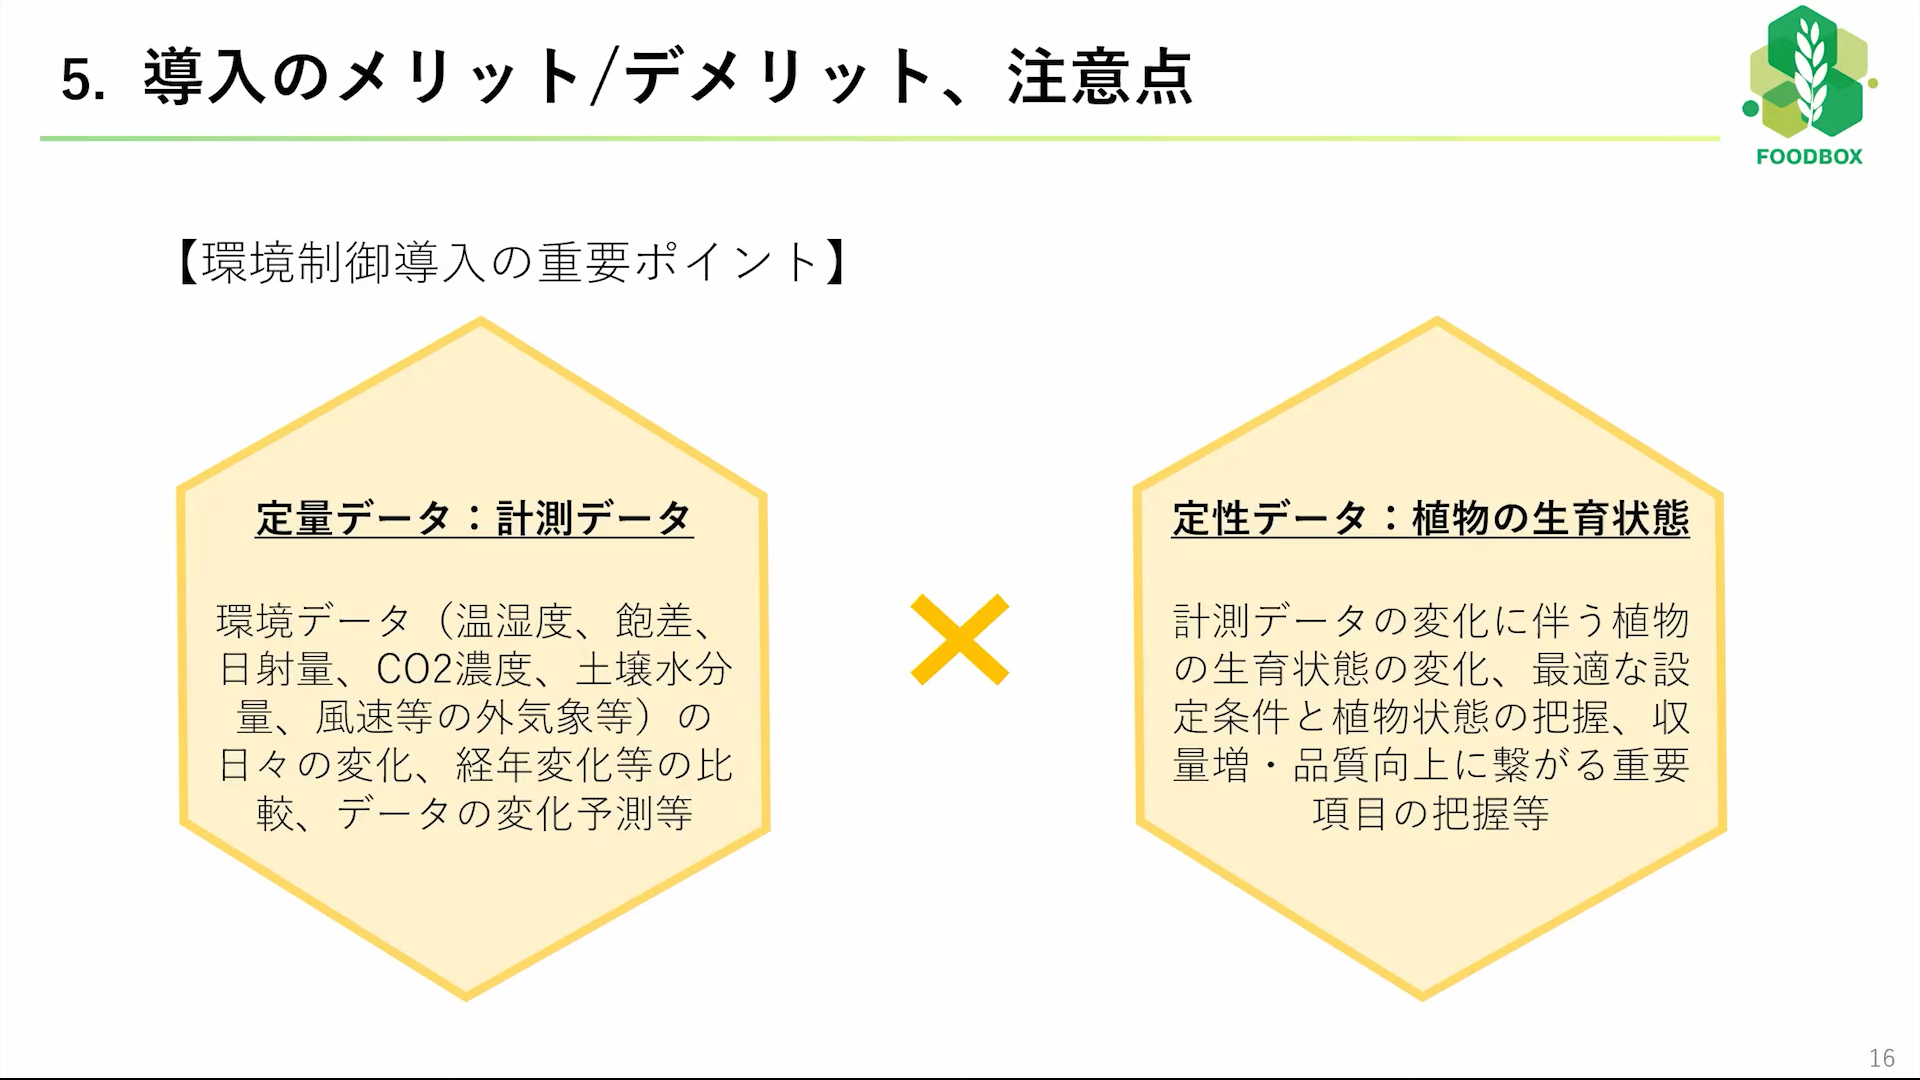 5. 導入のメリット/デメリット、注意点
FOODBOX
【環境制御導入の重要ポイント】
定量データ：計測データ
環境データ（温湿度、飽差、
日射量、CO2濃度、土壌水分
量、風速等の外気象等）の
日々の変化、経年変化等の比
較、データの変化予測等
×
定性データ：植物の生育状態
計測データの変化に伴う植物
の生育状態の変化、最適な設
定条件と植物状態の把握、収
量増・品質向上に繋がる重要
項目の把握等
16